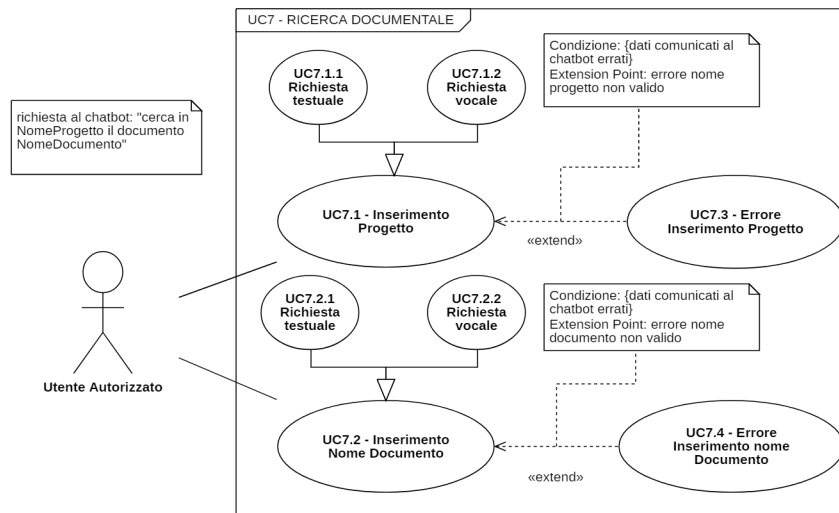 UC7 - RICERCA DOCUMENTALE
UC7.1.1
Richiesta
testuale
UC7.1.2
Richiesta
vocale
Condizione: {dati comunicati al
chatbot errati}
Extension Point: errore nome
progetto non valido
richiesta al chatbot: "cerca in
NomeProgetto il documento
NomeDocumento"
UC7.1 - Inserimento
Progetto
UC7.3 - Errore
Inserimento Progetto
«extend»
UC7.2.1
Richiesta
testuale
UC7.2.2
Richiesta
vocale
Condizione: {dati comunicati al
chatbot errati}
Extension Point: errore nome
documento non valido
Utente Autorizzato
UC7.2 - Inserimento
Nome Documento
UC7.4 - Errore
Inserimento nome
Documento
«extend»